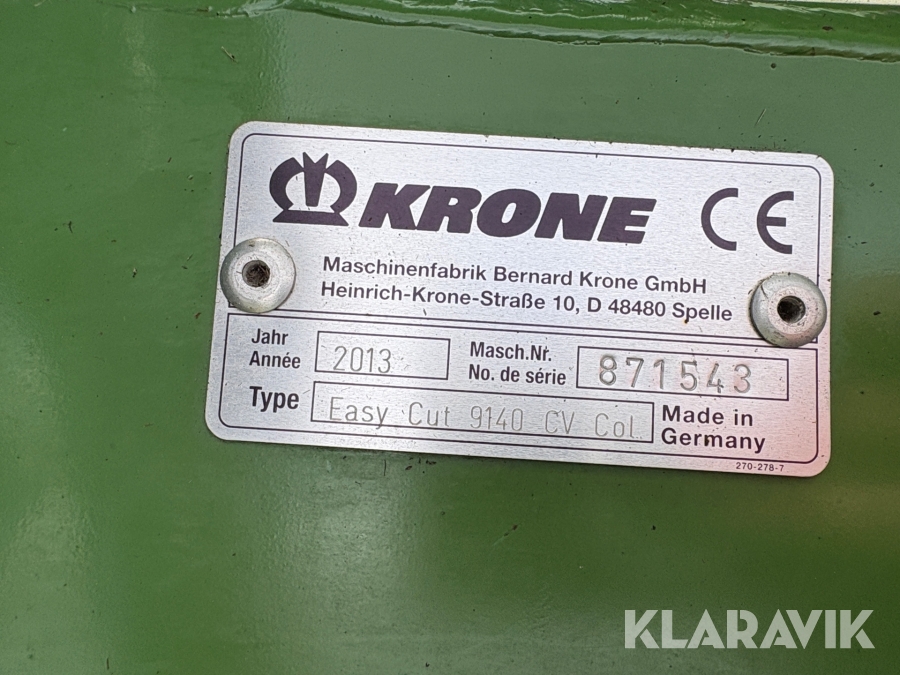 KRONE CE
Maschinenfabrik Bernard Krone GmbH
Heinrich-Krone-Straße 10, D 48480 Spelle
Jahr
Année
2013
Masch.Nr.
No. de série
871543
Type
Easy Cut 9140 CV Col.
Made in
Germany
270-278-7
KLARAVIK